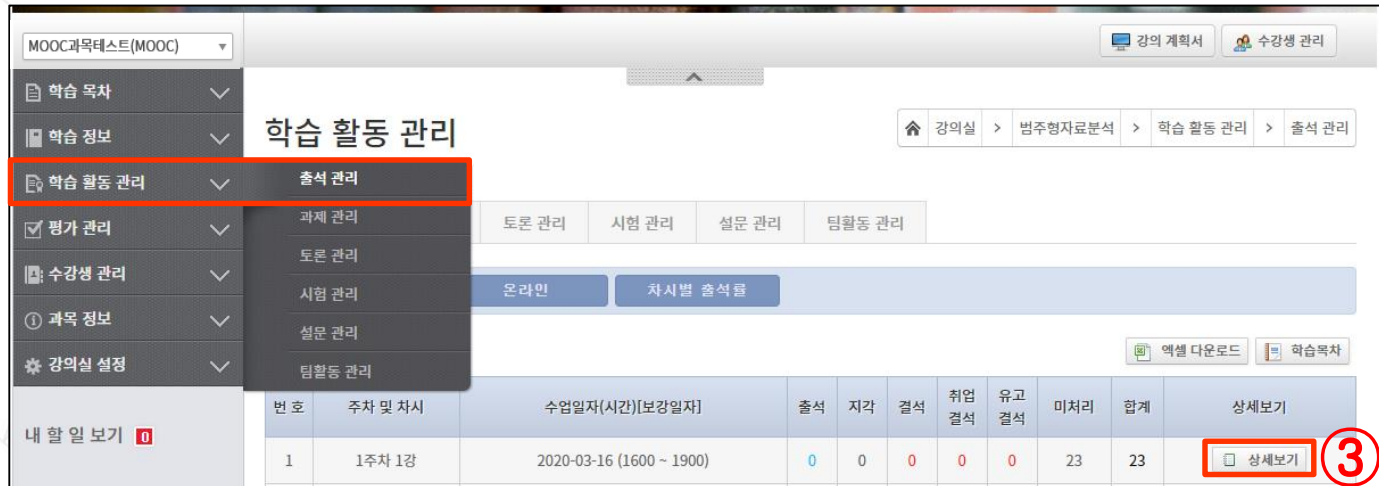 MOOC과목테스트(MOOC)
강의 계획서
수강생 관리
학습 목차
학습 정보
학습 활동 관리
평가 관리
수강생 관리
과목 정보
강의실 설정
내 할 일 보기 0
출석 관리
과제 관리
토론 관리
시험 관리
설문 관리
팀활동 관리
학습 활동 관리
강의실 > 범주형자료분석 > 학습 활동 관리 > 출석 관리
토론 관리 시험 관리 설문 관리 팀활동 관리
온라인 차시별 출석률
엑셀 다운로드 학습목차
번호 주차 및 차시 수업일자(시간)[보강일자] 출석 지각 결석 취업 결석 유고 결석 미처리 합계 상세보기
1 1주차 1강 2020-03-16 (1600 ~ 1900) 0 0 0 0 0 23 23 상세보기
③